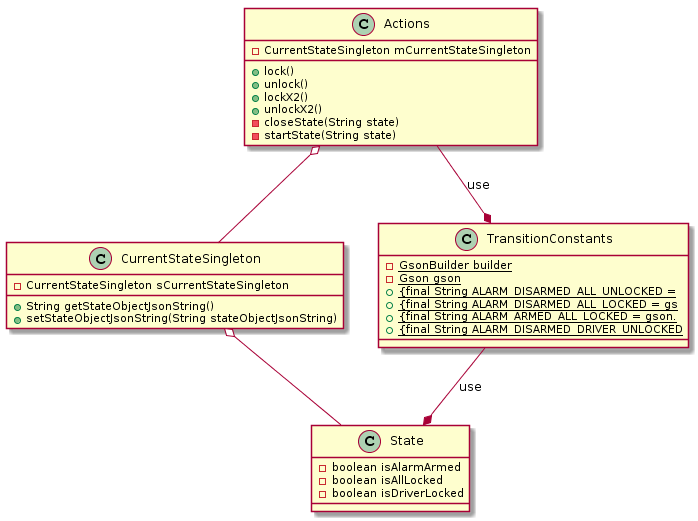 C Actions
CurrentStateSingleton mCurrentStateSingleton
lock()
unlock()
lockX2()
unlockX2()
closeState(String state)
startState(String state)
use
C CurrentStateSingleton
CurrentStateSingleton sCurrentStateSingleton
String getStateObjectJsonString()
setStateObjectJsonString(String stateObjectJsonString)
C TransitionConstants
GsonBuilder builder
Gson gson
{final String ALARM_DISARMED_ALL_UNLOCKED =
{final String ALARM_DISARMED_ALL_LOCKED = gs
{final String ALARM_ARMED_ALL_LOCKED = gson.
{final String ALARM_DISARMED_DRIVER_UNLOCKED
use
C State
boolean isAlarmArmed
boolean isAllLocked
boolean isDriverLocked